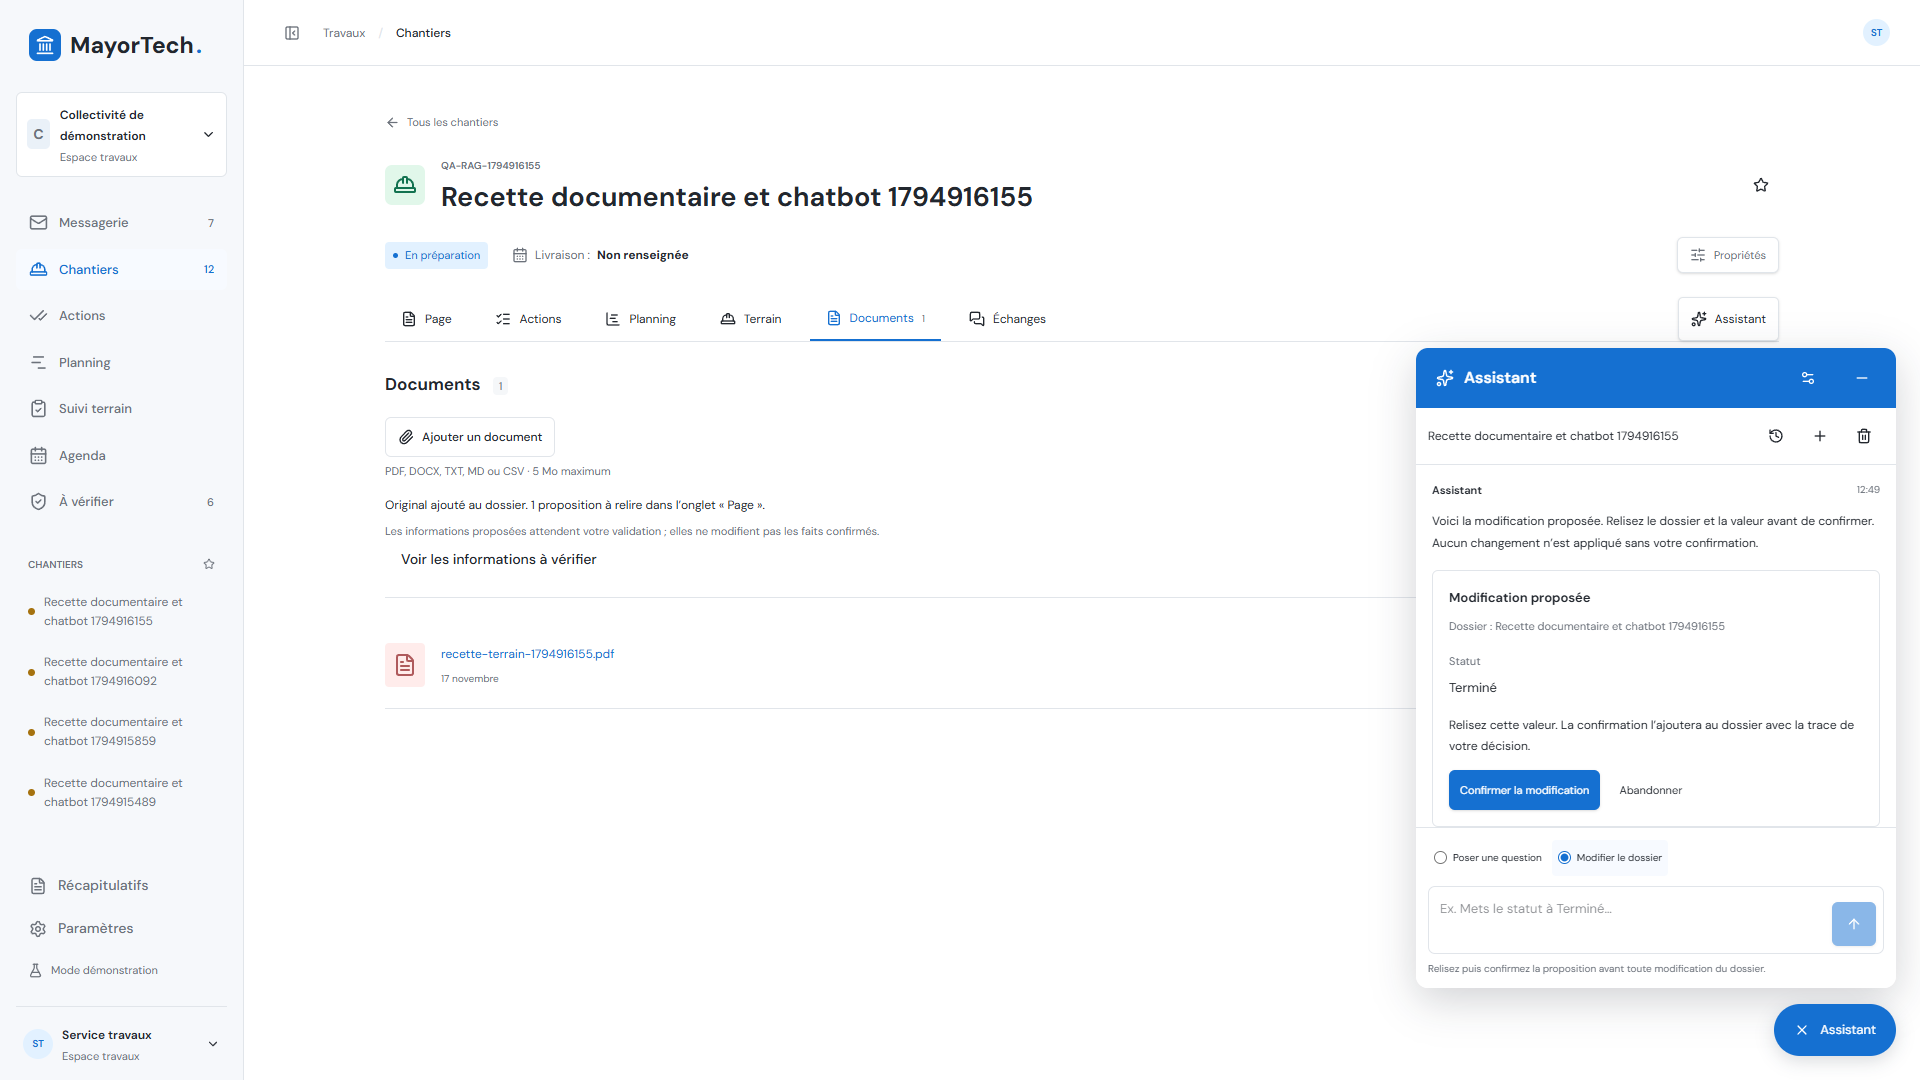 MayorTech.
C
Collectivité de
démonstration
Espace travaux
Messagerie 7
Chantiers 12
Actions
Planning
Suivi terrain
Agenda
À vérifier 6
CHANTIERS
Recette documentaire et
chatbot 1794916155
Recette documentaire et
chatbot 1794916092
Recette documentaire et
chatbot 1794915859
Recette documentaire et
chatbot 1794915489
Récapitulatifs
Paramètres
Mode démonstration
ST
Service travaux
Espace travaux
Travaux / Chantiers
ST
Tous les chantiers
QA-RAG-1794916155
Recette documentaire et chatbot 1794916155
En préparation
Livraison : Non renseignée
Propriétés
Page
Actions
Planning
Terrain
Documents 1
Échanges
Assistant
Documents 1
Ajouter un document
PDF, DOCX, TXT, MD ou CSV · 5 Mo maximum
Original ajouté au dossier. 1 proposition à relire dans l’onglet « Page ».
Les informations proposées attendent votre validation ; elles ne modifient pas les faits confirmés.
Voir les informations à vérifier
recette-terrain-1794916155.pdf
17 novembre
Assistant
Recette documentaire et chatbot 1794916155
Assistant 12:49
Voici la modification proposée. Relisez le dossier et la valeur avant de confirmer.
Aucun changement n’est appliqué sans votre confirmation.
Modification proposée
Dossier : Recette documentaire et chatbot 1794916155
Statut
Terminé
Relisez cette valeur. La confirmation l’ajoutera au dossier avec la trace de
votre décision.
Confirmer la modification
Abandonner
Poser une question
Modifier le dossier
Ex. Mets le statut à Terminé…
Relisez puis confirmez la proposition avant toute modification du dossier.
Assistant